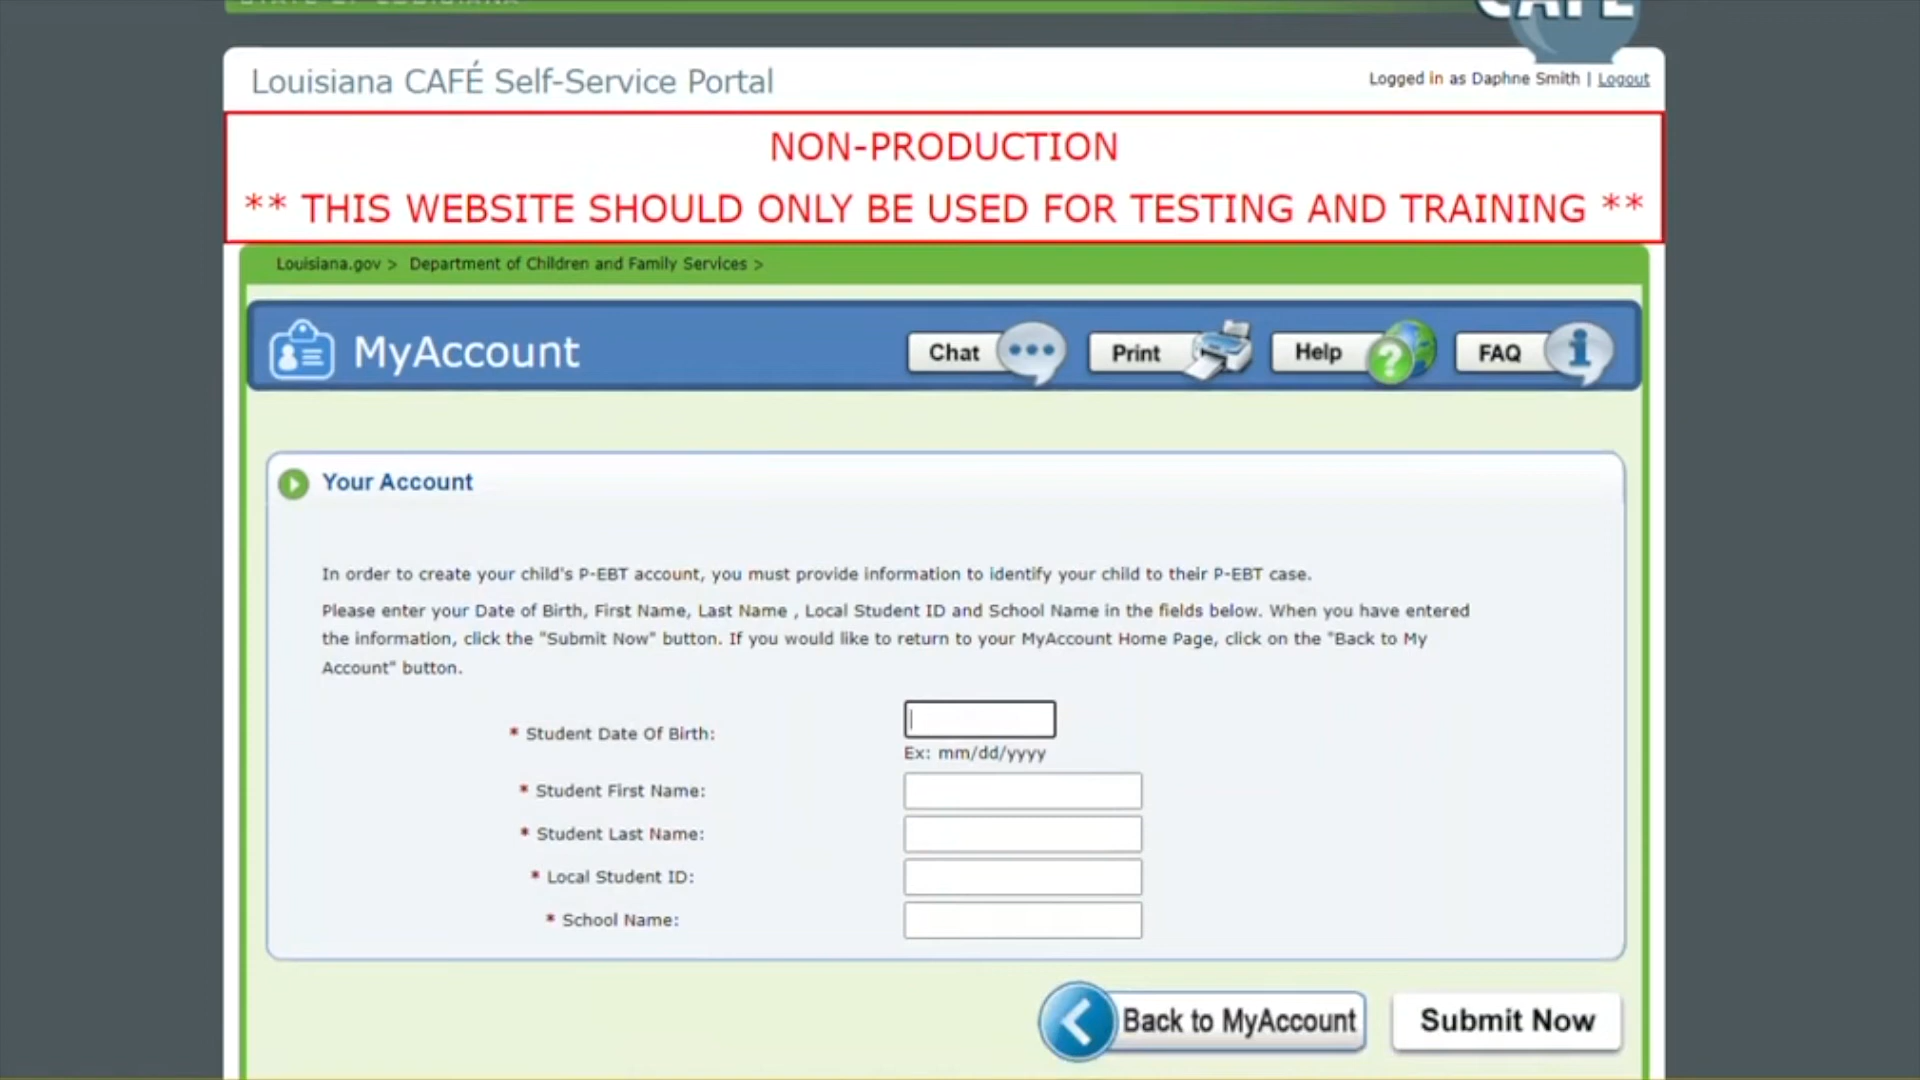 STATE OF LOUISIANA
CAFÉ
Louisiana CAFÉ Self-Service Portal
Logged in as Daphne Smith | Logout
NON-PRODUCTION
** THIS WEBSITE SHOULD ONLY BE USED FOR TESTING AND TRAINING **
Louisiana.gov > Department of Children and Family Services >
MyAccount
Chat
Print
Help
FAQ
Your Account
In order to create your child's P-EBT account, you must provide information to identify your child to their P-EBT case.
Please enter your Date of Birth, First Name, Last Name , Local Student ID and School Name in the fields below. When you have entered
the information, click the "Submit Now" button. If you would like to return to your MyAccount Home Page, click on the "Back to My
Account" button.
* Student Date Of Birth:
Ex: mm/dd/yyyy
* Student First Name:
* Student Last Name:
* Local Student ID:
* School Name:
Back to MyAccount
Submit Now